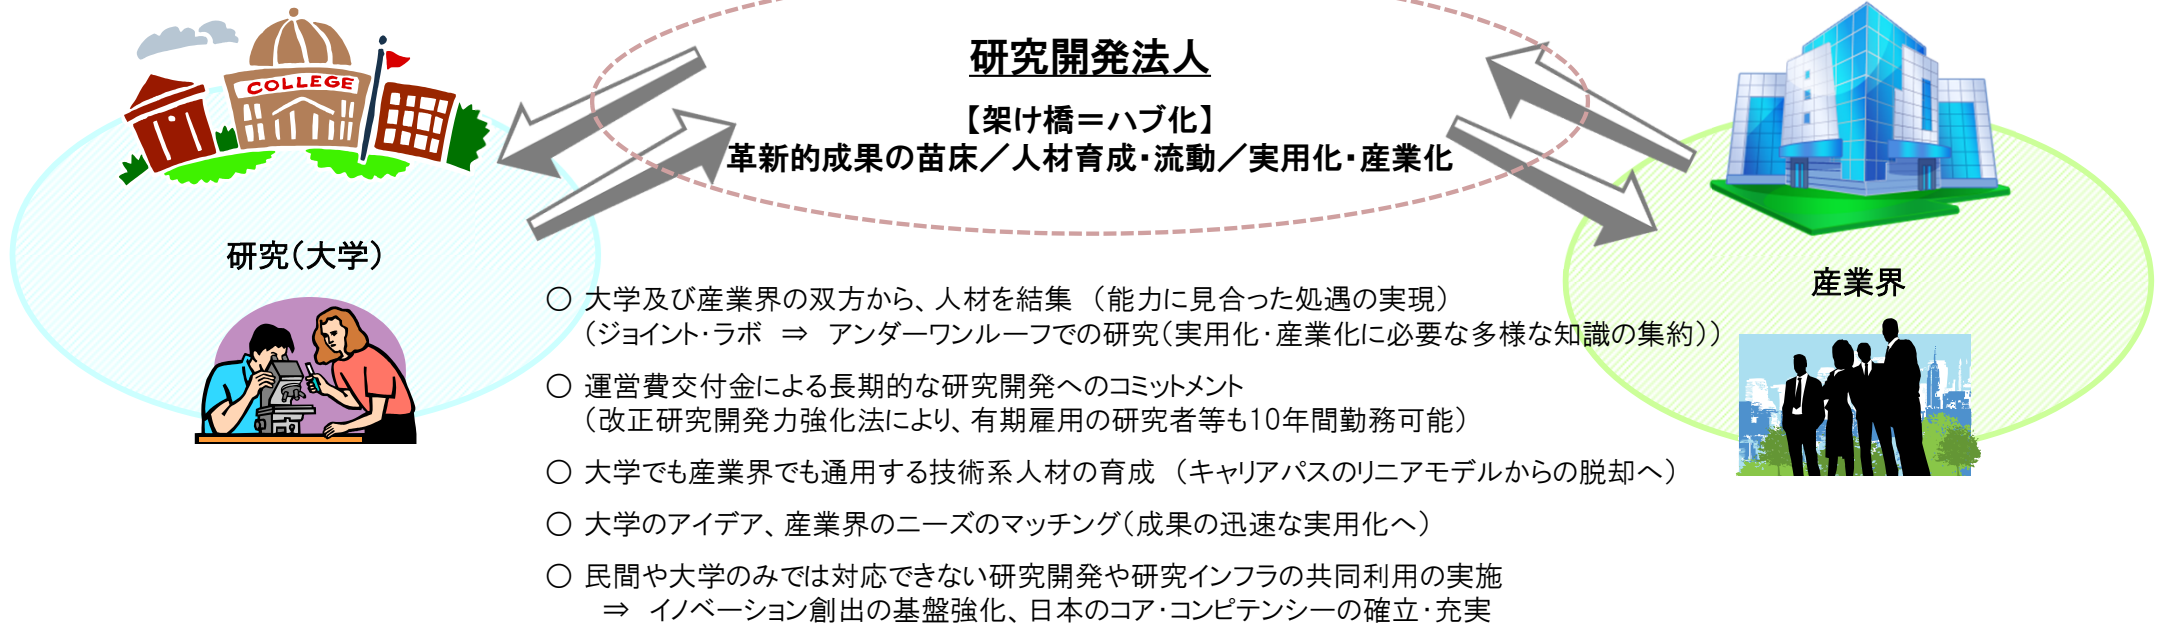 研究開発法人
【架け橋＝ハブ化】
革新的成果の苗床／人材育成・流動／実用化・産業化
COLLEGE
研究（大学）
産業界
○ 大学及び産業界の双方から、人材を結集　（能力に見合った処遇の実現）
（ジョイント・ラボ　⇒　アンダーワンルーフでの研究（実用化・産業化に必要な多様な知識の集約））
○ 運営費交付金による長期的な研究開発へのコミットメント
（改正研究開発力強化法により、有期雇用の研究者等も10年間勤務可能）
○ 大学でも産業界でも通用する技術系人材の育成　（キャリアパスのリニアモデルからの脱却へ）
○ 大学のアイデア、産業界のニーズのマッチング（成果の迅速な実用化へ）
○ 民間や大学のみでは対応できない研究開発や研究インフラの共同利用の実施
⇒　イノベーション創出の基盤強化、日本のコア・コンピテンシーの確立・充実